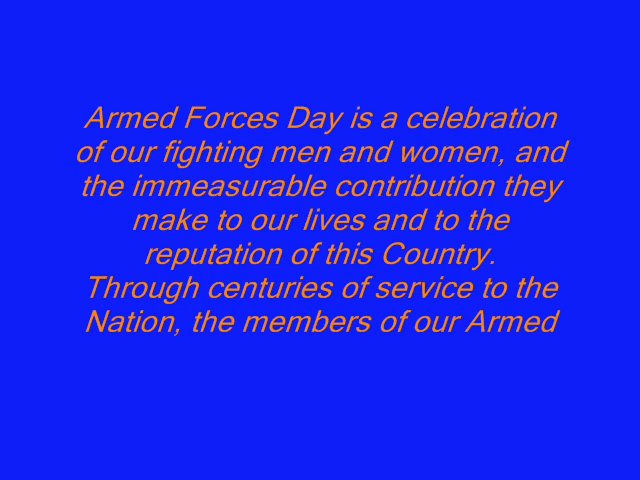 Armed Forces Day is a celebration
of our fighting men and women, and
the immeasurable contribution they
make to our lives and to the
reputation of this Country.
Through centuries of service to the
Nation, the members of our Armed